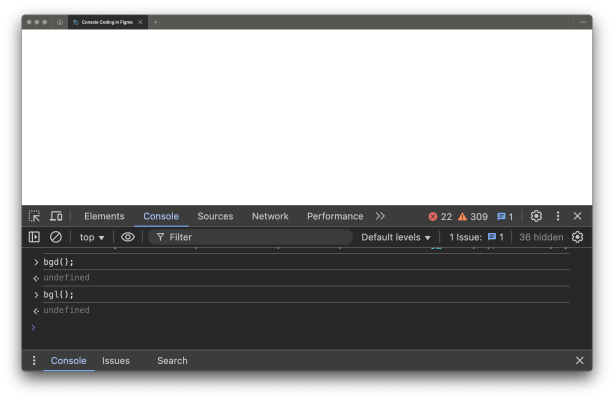 Console Coding in Figma
Elements Console Sources Network Performance 22 309 1
top Filter Default levels 1 Issue: 1 36 hidden
bgd();
undefined
bgl();
undefined
Console Issues Search